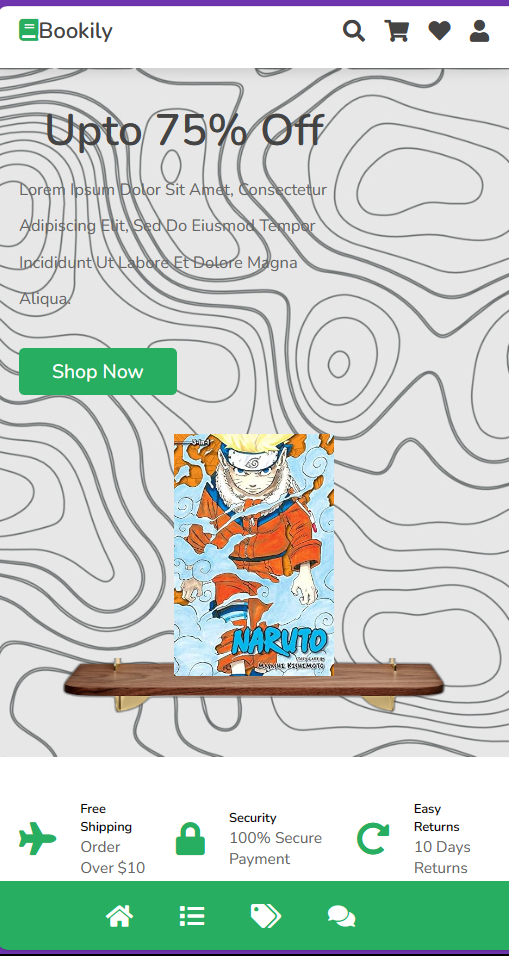 Bookily
Upto 75% Off
Lorem Ipsum Dolor Sit Amet, Consectetur
Adipiscing Elit, Sed Do Eiusmod Tempor
Incididunt Ut Labore Et Dolore Magna
Aliqua.
Shop Now
NARUTO
MASASHI KISHIMOTO
Free
Shipping
Order
Over $10
Security
100% Secure
Payment
Easy
Returns
10 Days
Returns